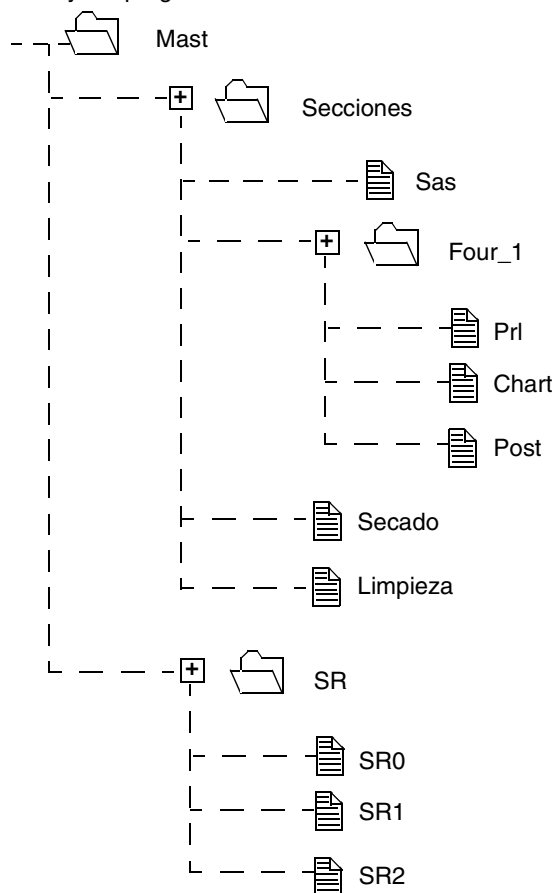 Mast
Secciones
Sas
Four_1
Prl
Chart
Post
Secado
Limpieza
SR
SR0
SR1
SR2